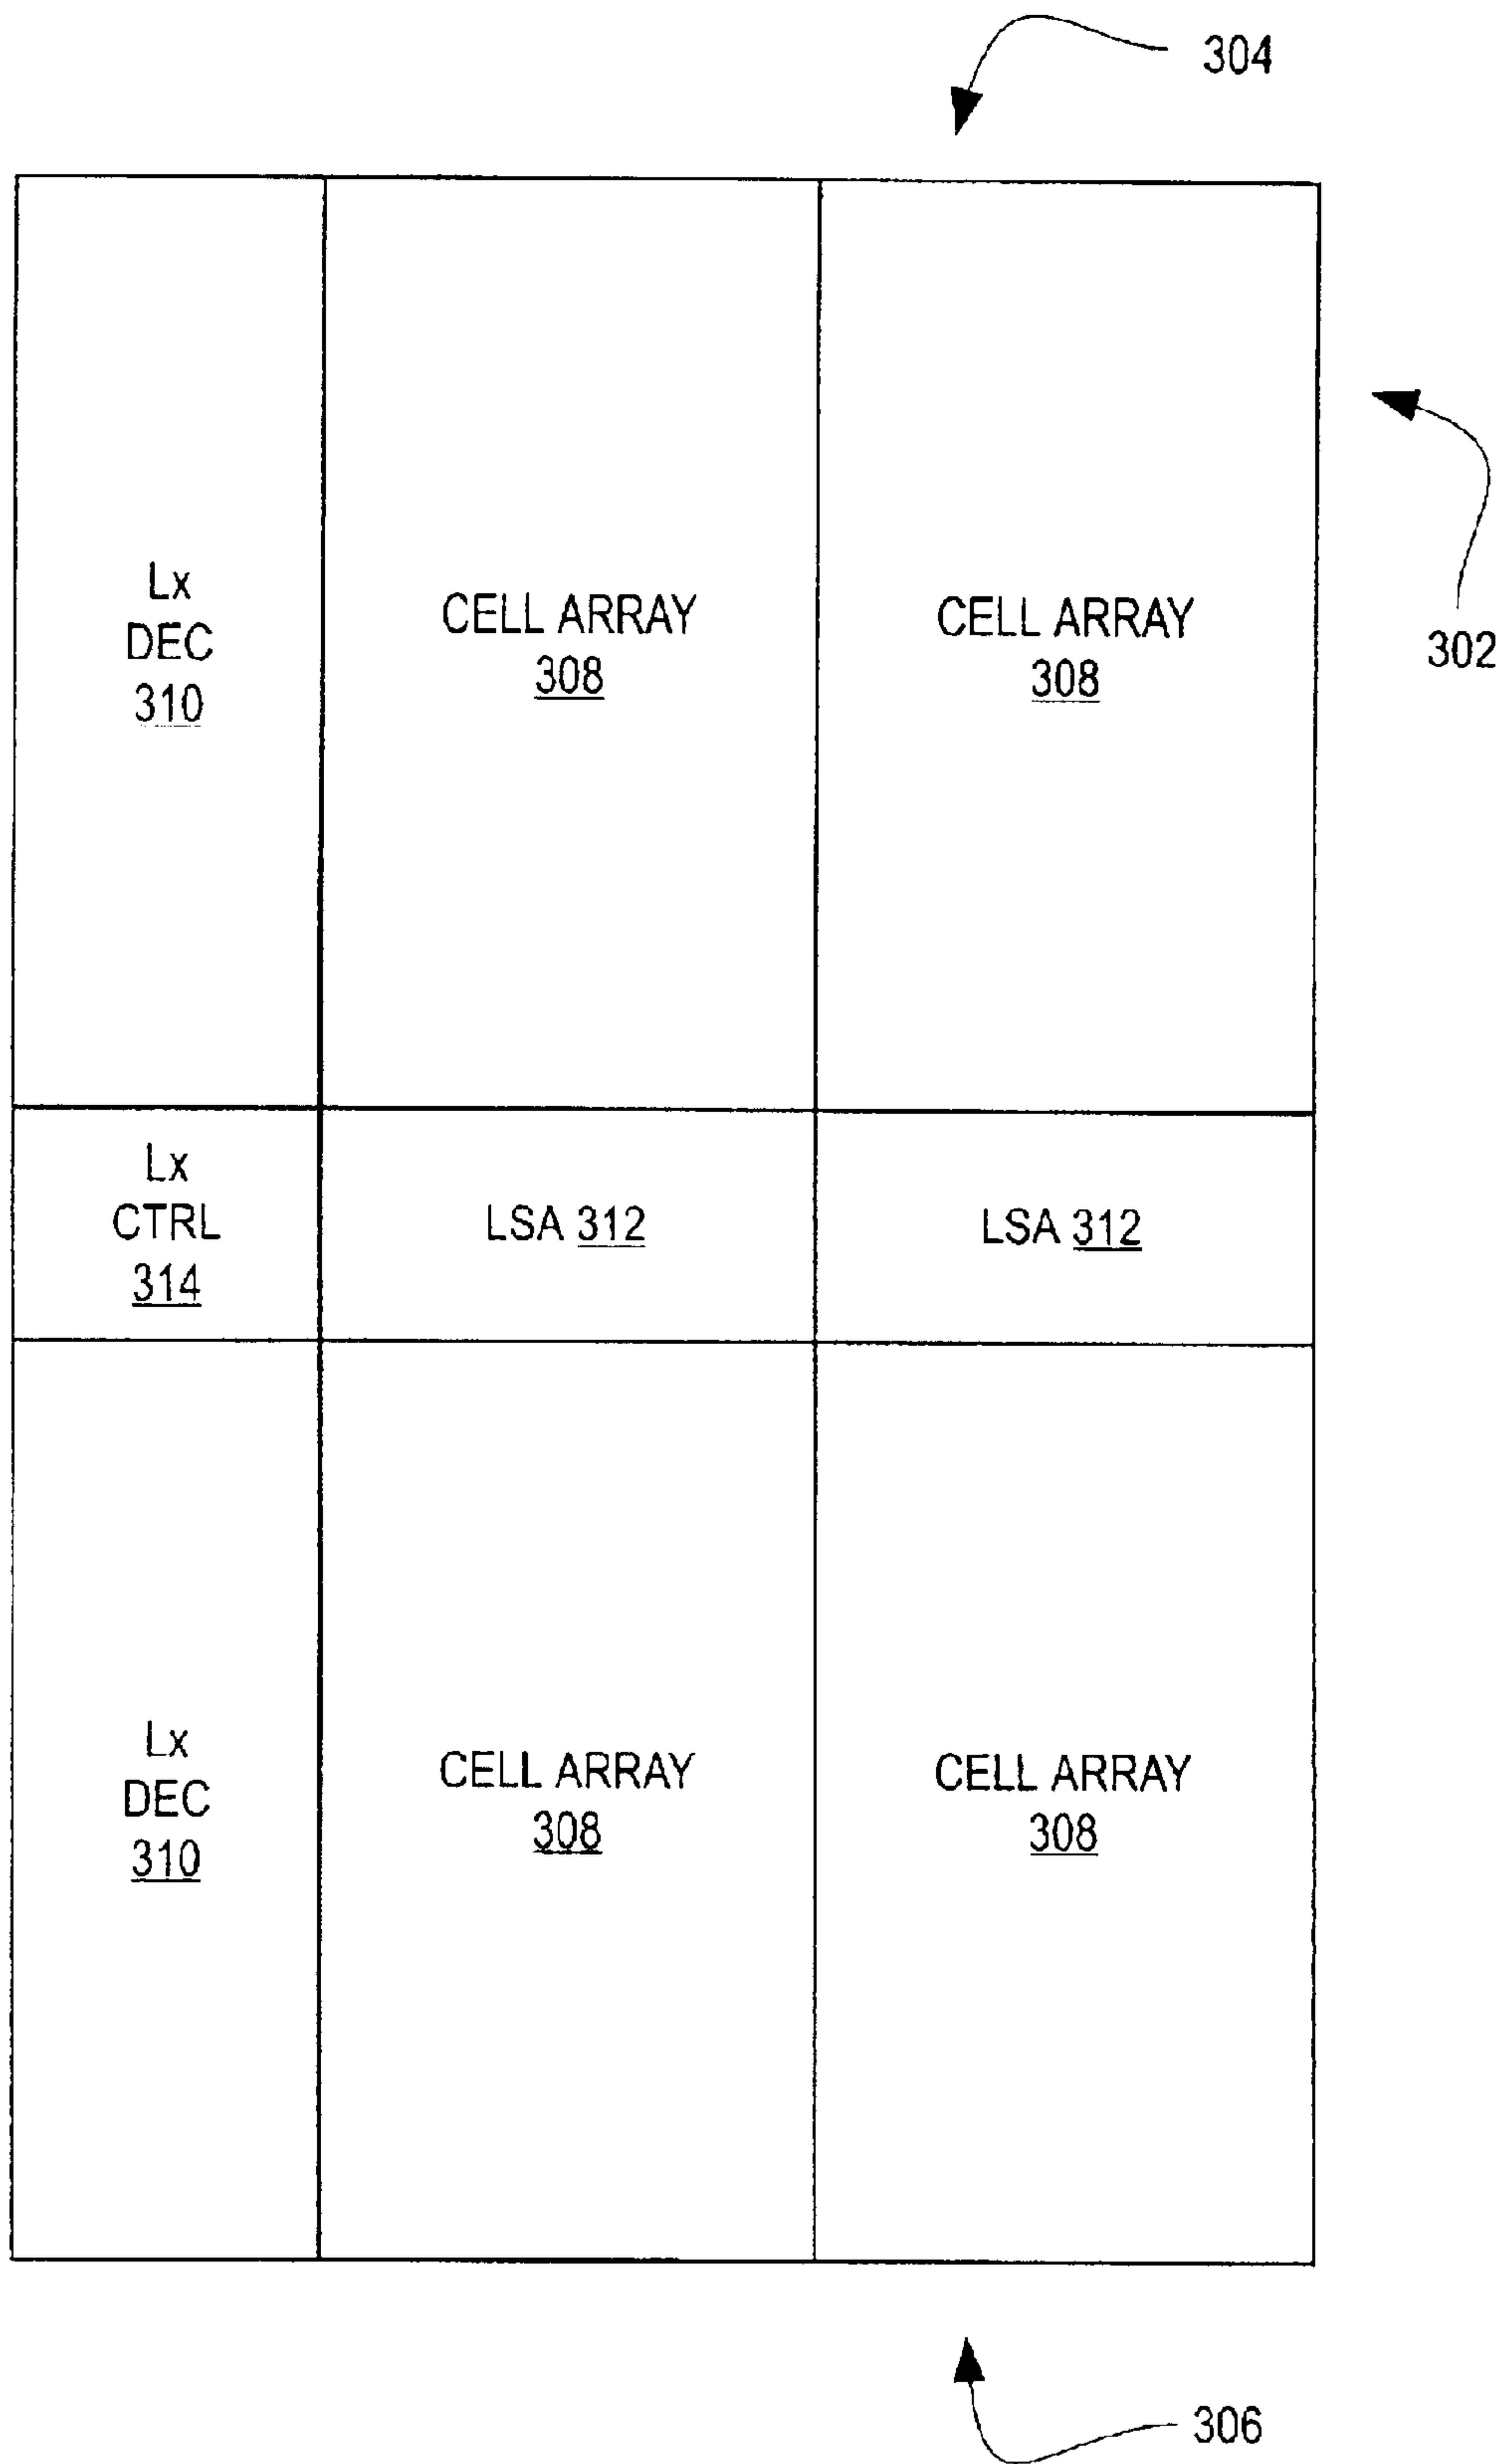 304
302
Lx
DEC
310
CELL ARRAY
308
CELL ARRAY
308
Lx
CTRL
314
LSA 312
LSA 312
Lx
DEC
310
CELL ARRAY
308
CELL ARRAY
308
306